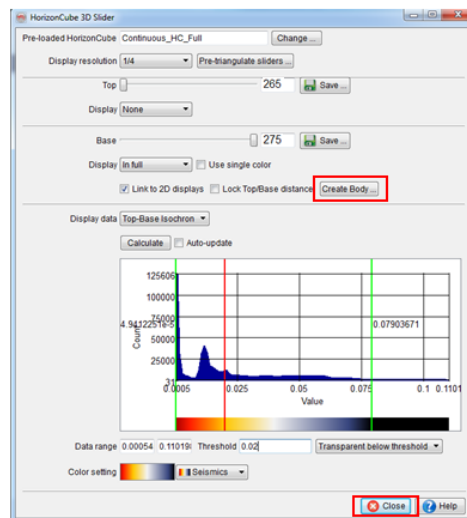 HorizonCube 3D Slider
Pre-loaded HorizonCube Continuous_HC_Full Change ...
Display resolution 1/4 Pre-triangulate sliders ...
Top 265 Save ...
Display None
Base 275 Save ...
Display In full Use single color
Link to 2D displays Lock Top/Base distance Create Body ...
Display data Top-Base Isochron
Calculate Auto-update
125606
100000
75000
4.9412251e-5 0.07903671
50000
25000
31
Count
0.0005 0.025 0.05 0.075 0.1 0.1101
Value
Data range 0.00054 0.11019 Threshold 0.02 Transparent below threshold
Color setting Seismics
Close Help